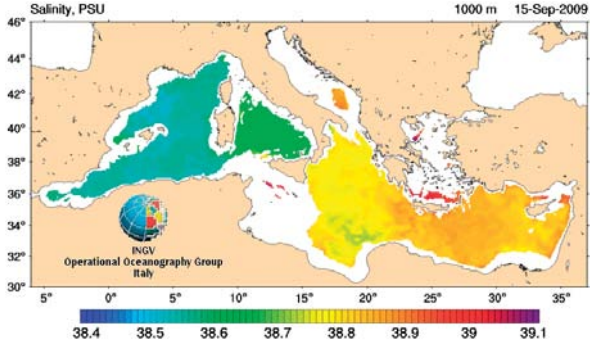 Salinity, PSU 1000 m 15-Sep-2009
46°
44°
42°
40°
38°
36°
34°
32°
30°
INGV
Operational Oceanography Group
Italy
5° 0° 5° 10° 15° 20° 25° 30° 35°
38.4 38.5 38.6 38.7 38.8 38.9 39 39.1